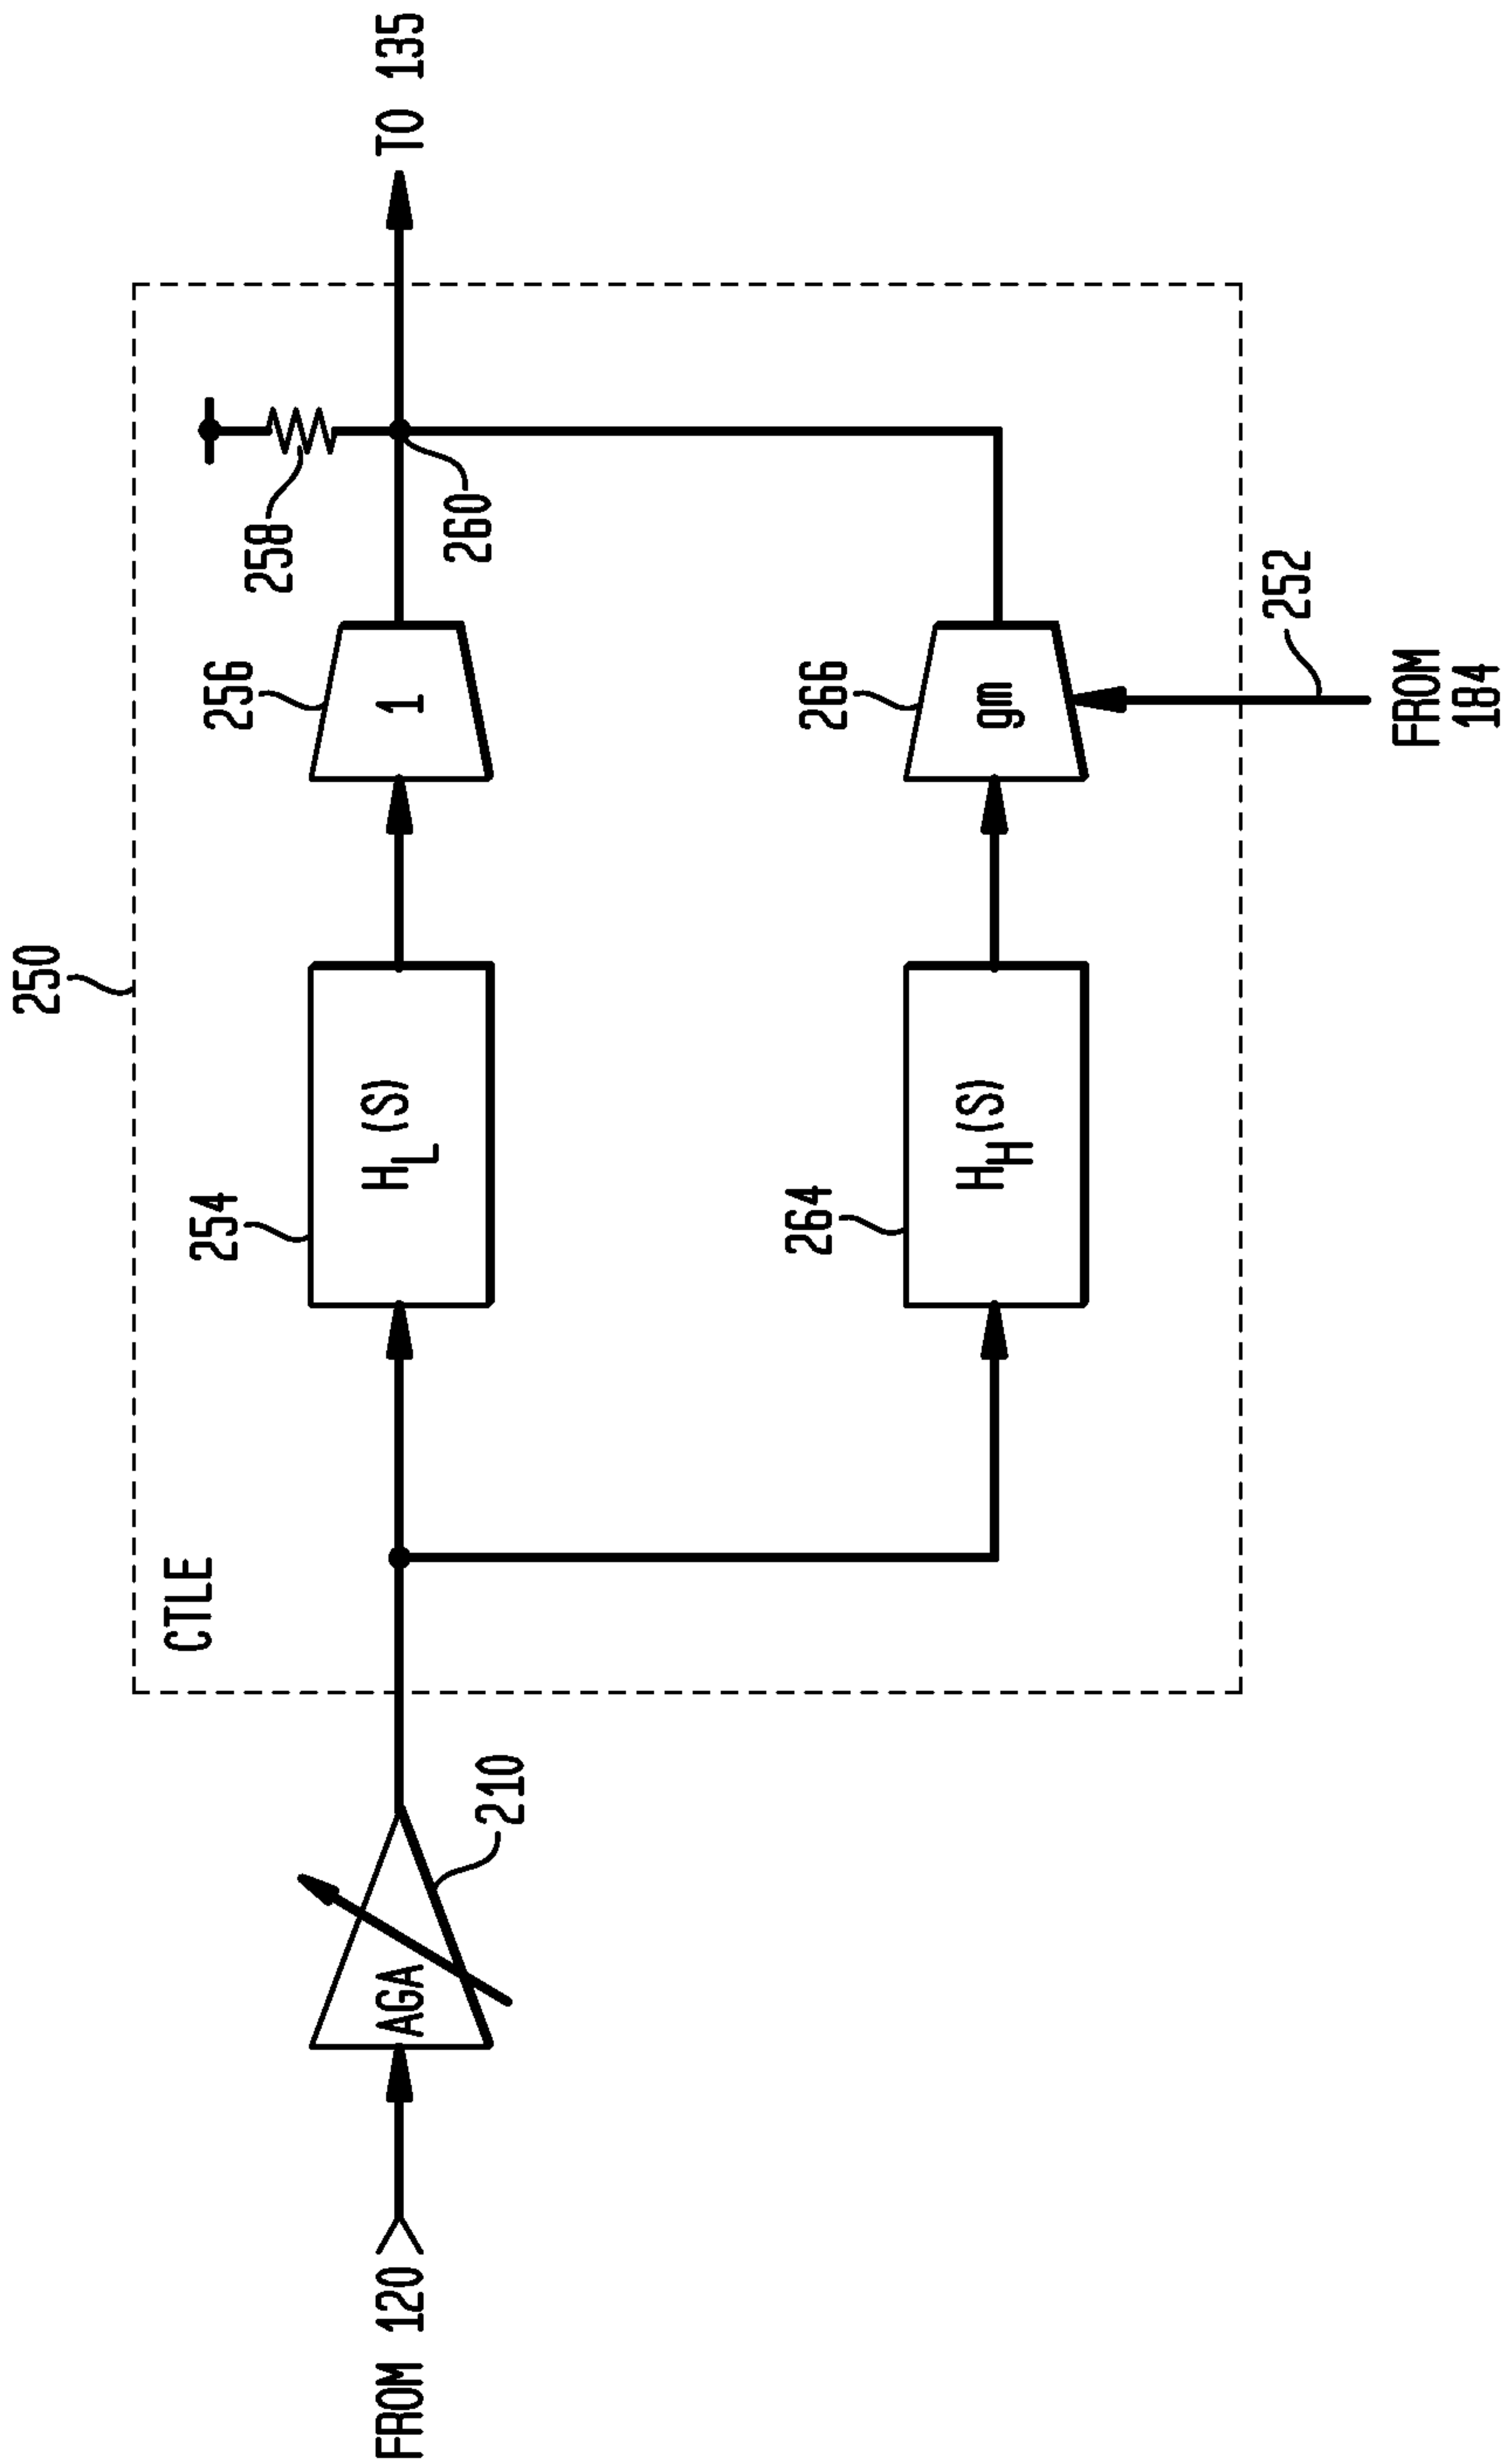 FROM 120
AGA
210
CTLE
250
254
H_L(S)
256
1
258
260
TO 135
264
H_H(S)
266
gm
252
FROM
184